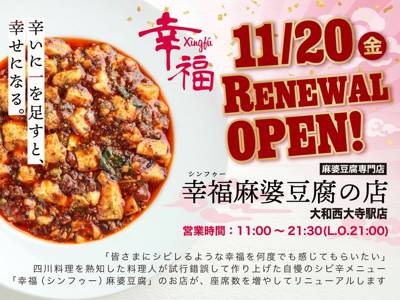 辛いに一を足すと、
幸せになる。
Xingfu
幸福
11/20金
RENEWAL
OPEN!
麻婆豆腐専門店
シンフゥー
幸福麻婆豆腐の店
大和西大寺駅店
営業時間：11:00〜21:30(L.O.21:00)
「皆さまにシビレるような幸福を何度でも感じてもらいたい」
四川料理を熟知した料理人が試行錯誤して作り上げた自慢のシビ辛メニュー
「幸福（シンフゥー）麻婆豆腐」のお店が、座席数を増やしてリニューアルします